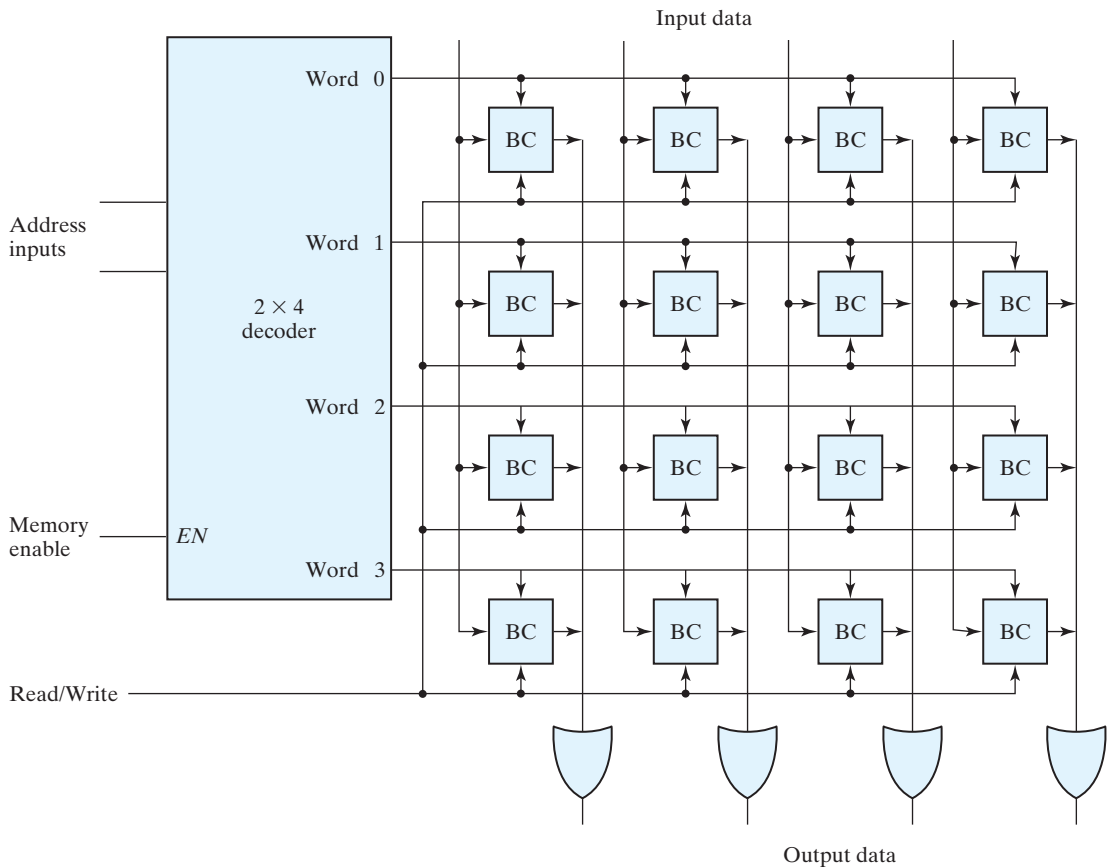 Input data
Word 0
BC BC BC BC
Address
inputs
Word 1
2 × 4
decoder
BC BC BC BC
Word 2
BC BC BC BC
Memory
enable
EN
Word 3
BC BC BC BC
Read/Write
Output data